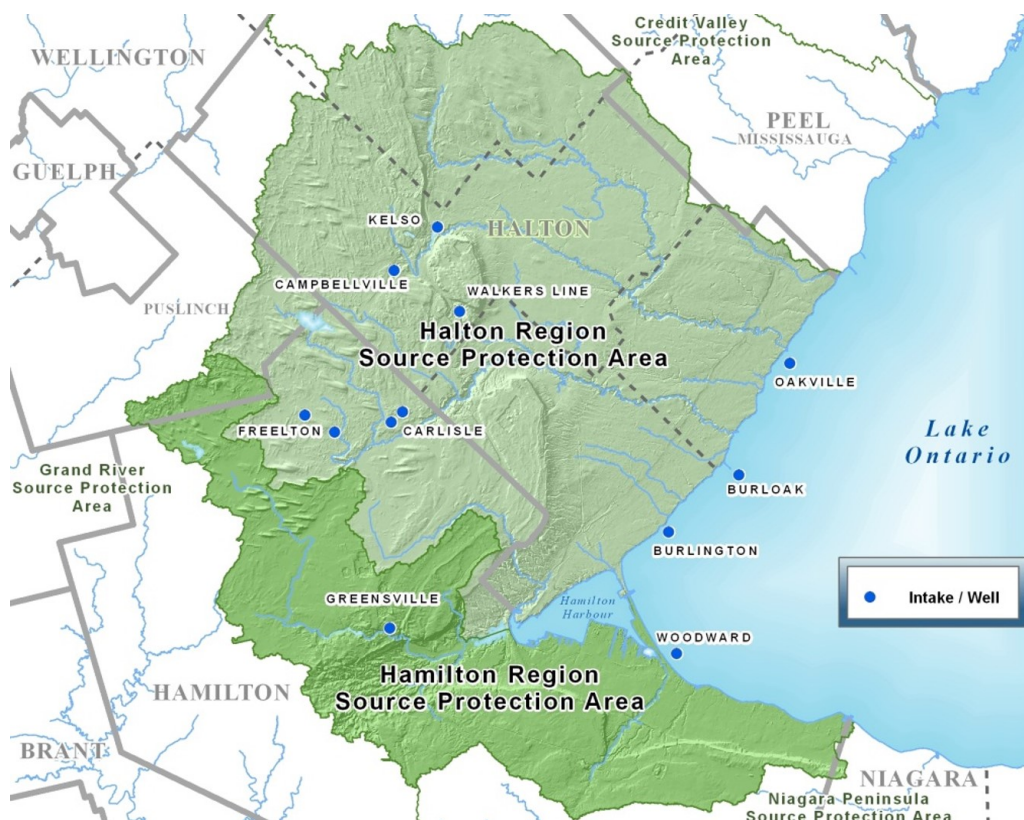 Credit Valley
Source Protection
Area
WELLINGTON
PEEL
MISSISSAUGA
GUELPH
KELSO
HALTON
CAMPBELLVILLE
WALKERS LINE
PUSLINCH
Halton Region
Source Protection Area
OAKVILLE
FREELTON
CARLISLE
Lake
Ontario
Grand River
Source Protection
Area
BURLOAK
BURLINGTON
Intake / Well
GREENSVILLE
Hamilton
Harbour
WOODWARD
Hamilton Region
Source Protection Area
HAMILTON
BRANT
NIAGARA
Niagara Peninsula
Source Protection Area